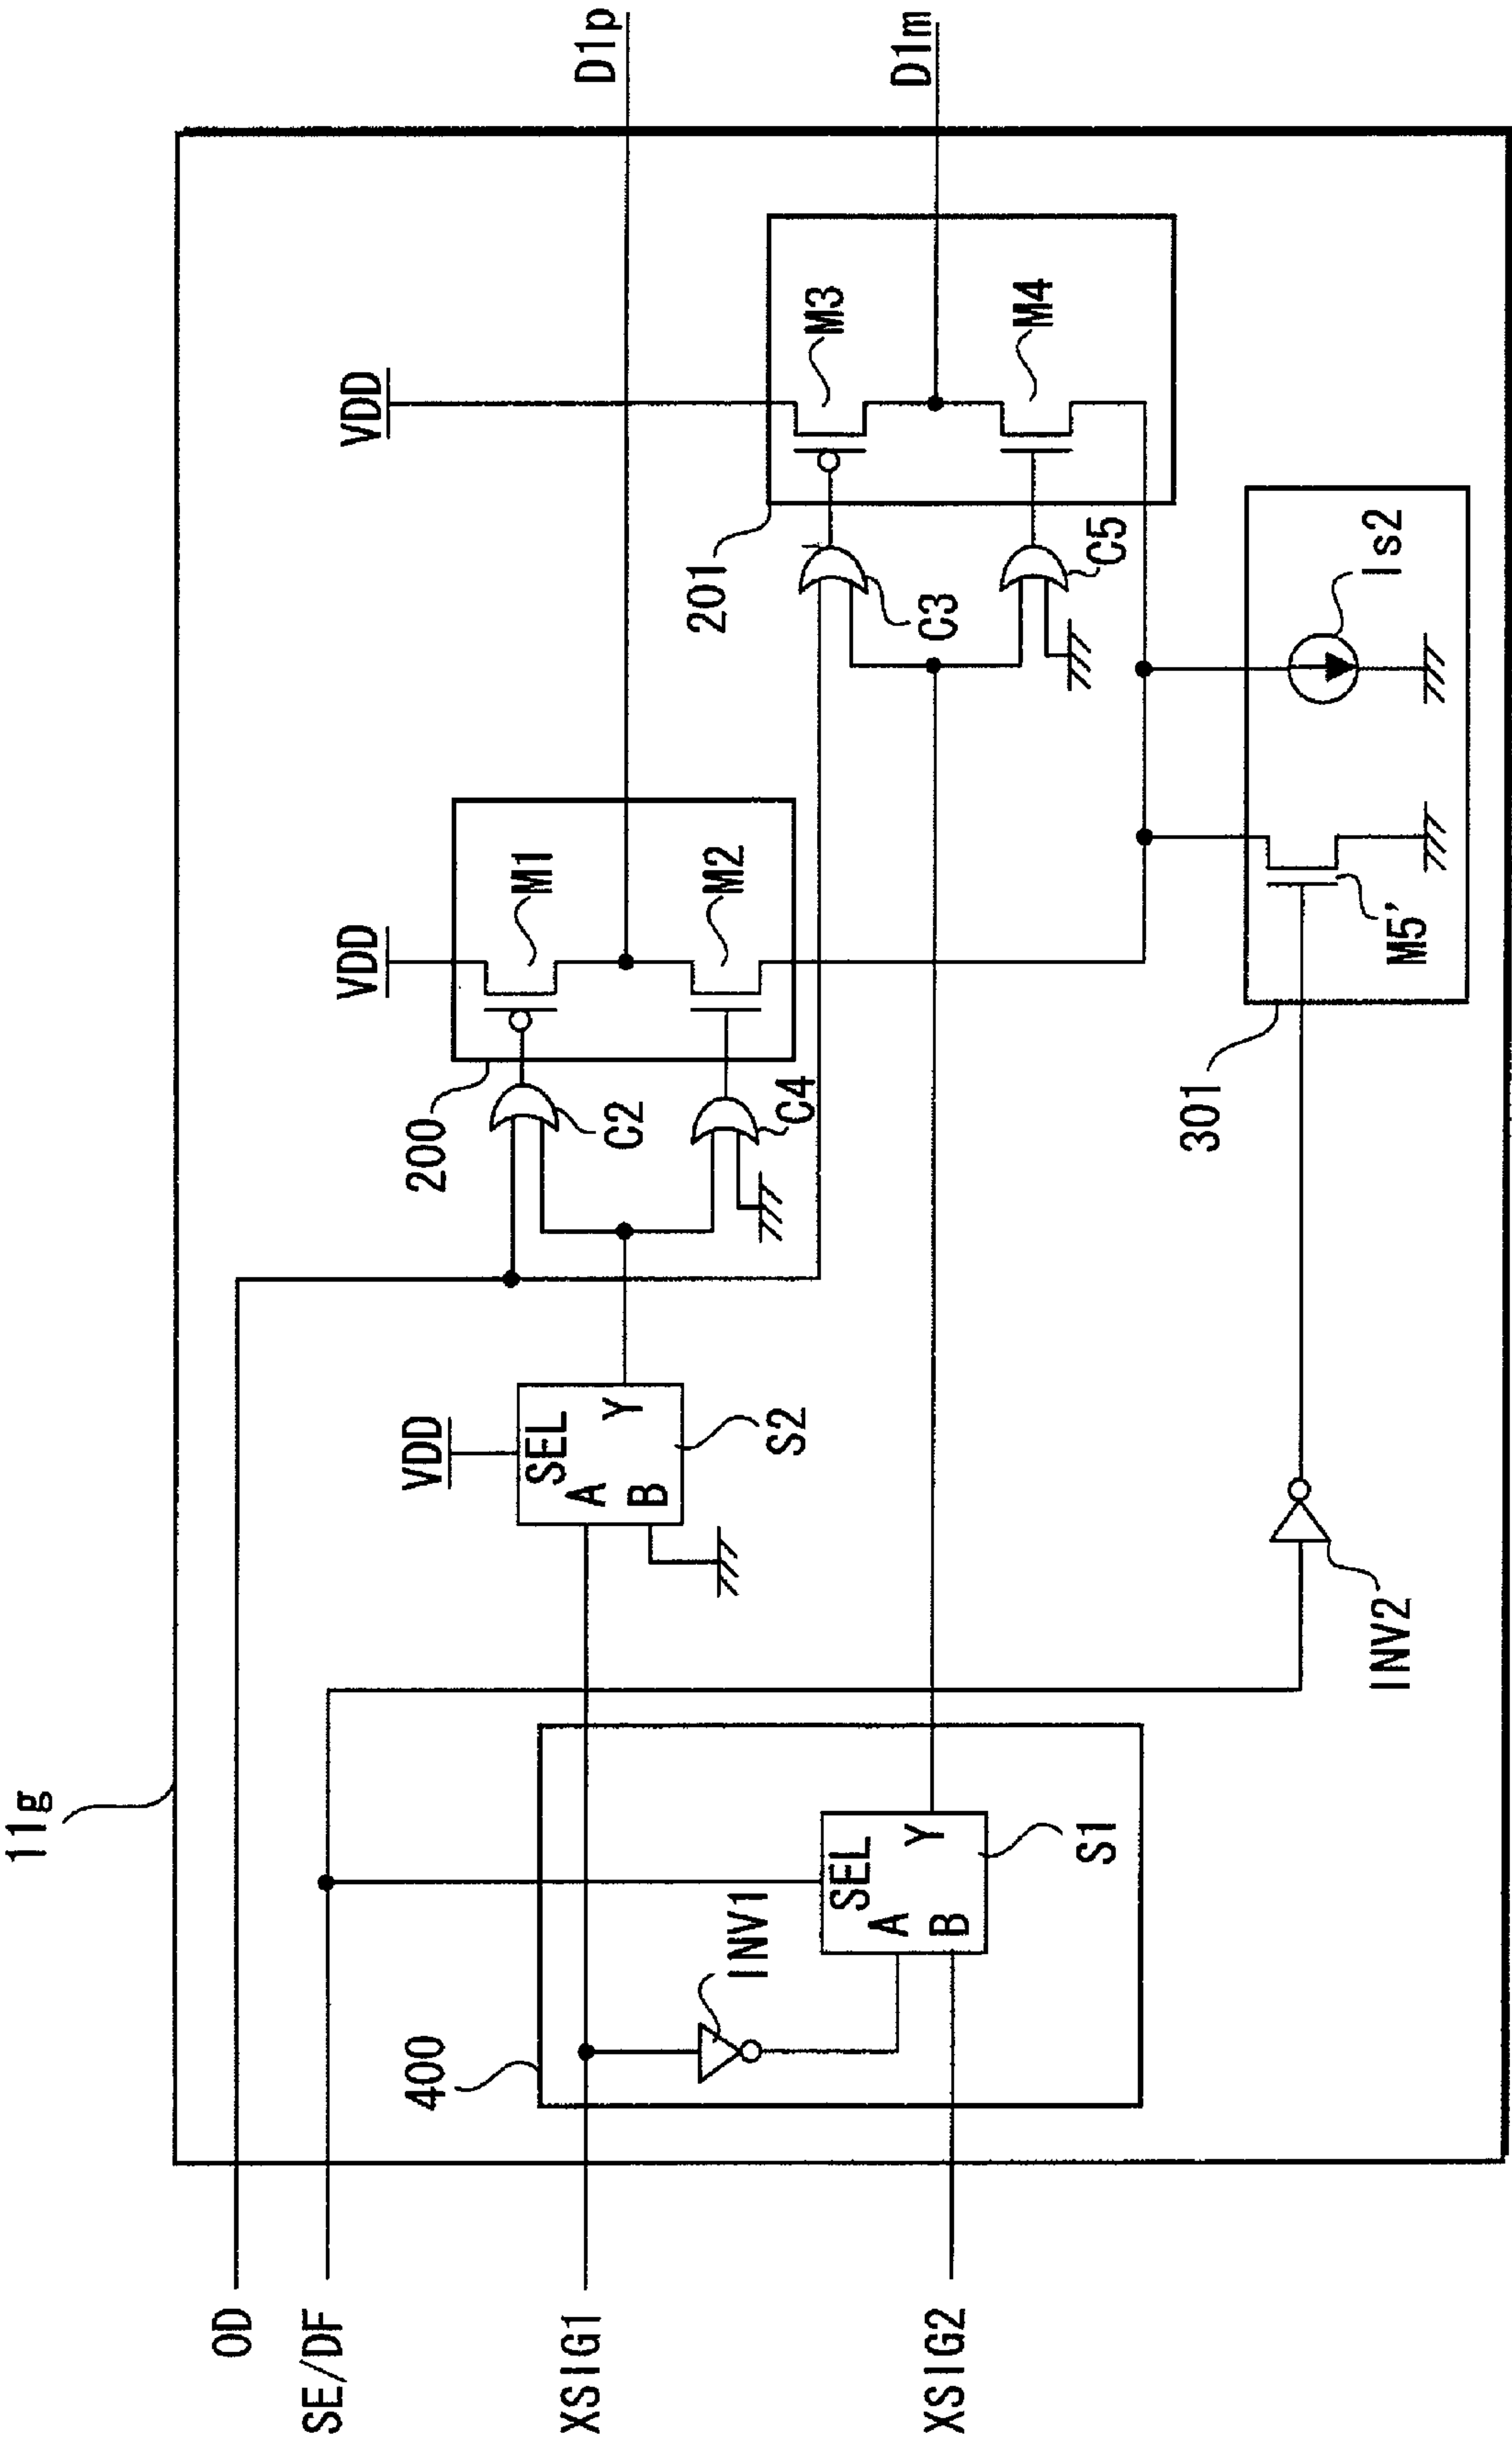 11g
OD
SE/DF
XSIG1
XSIG2
400
INV1
SEL
A
B
Y
S1
VDD
SEL
A
B
Y
S2
INV2
200
C2
C4
VDD
M1
M2
D1p
201
C3
C5
VDD
M3
M4
D1m
301
M5'
Is2